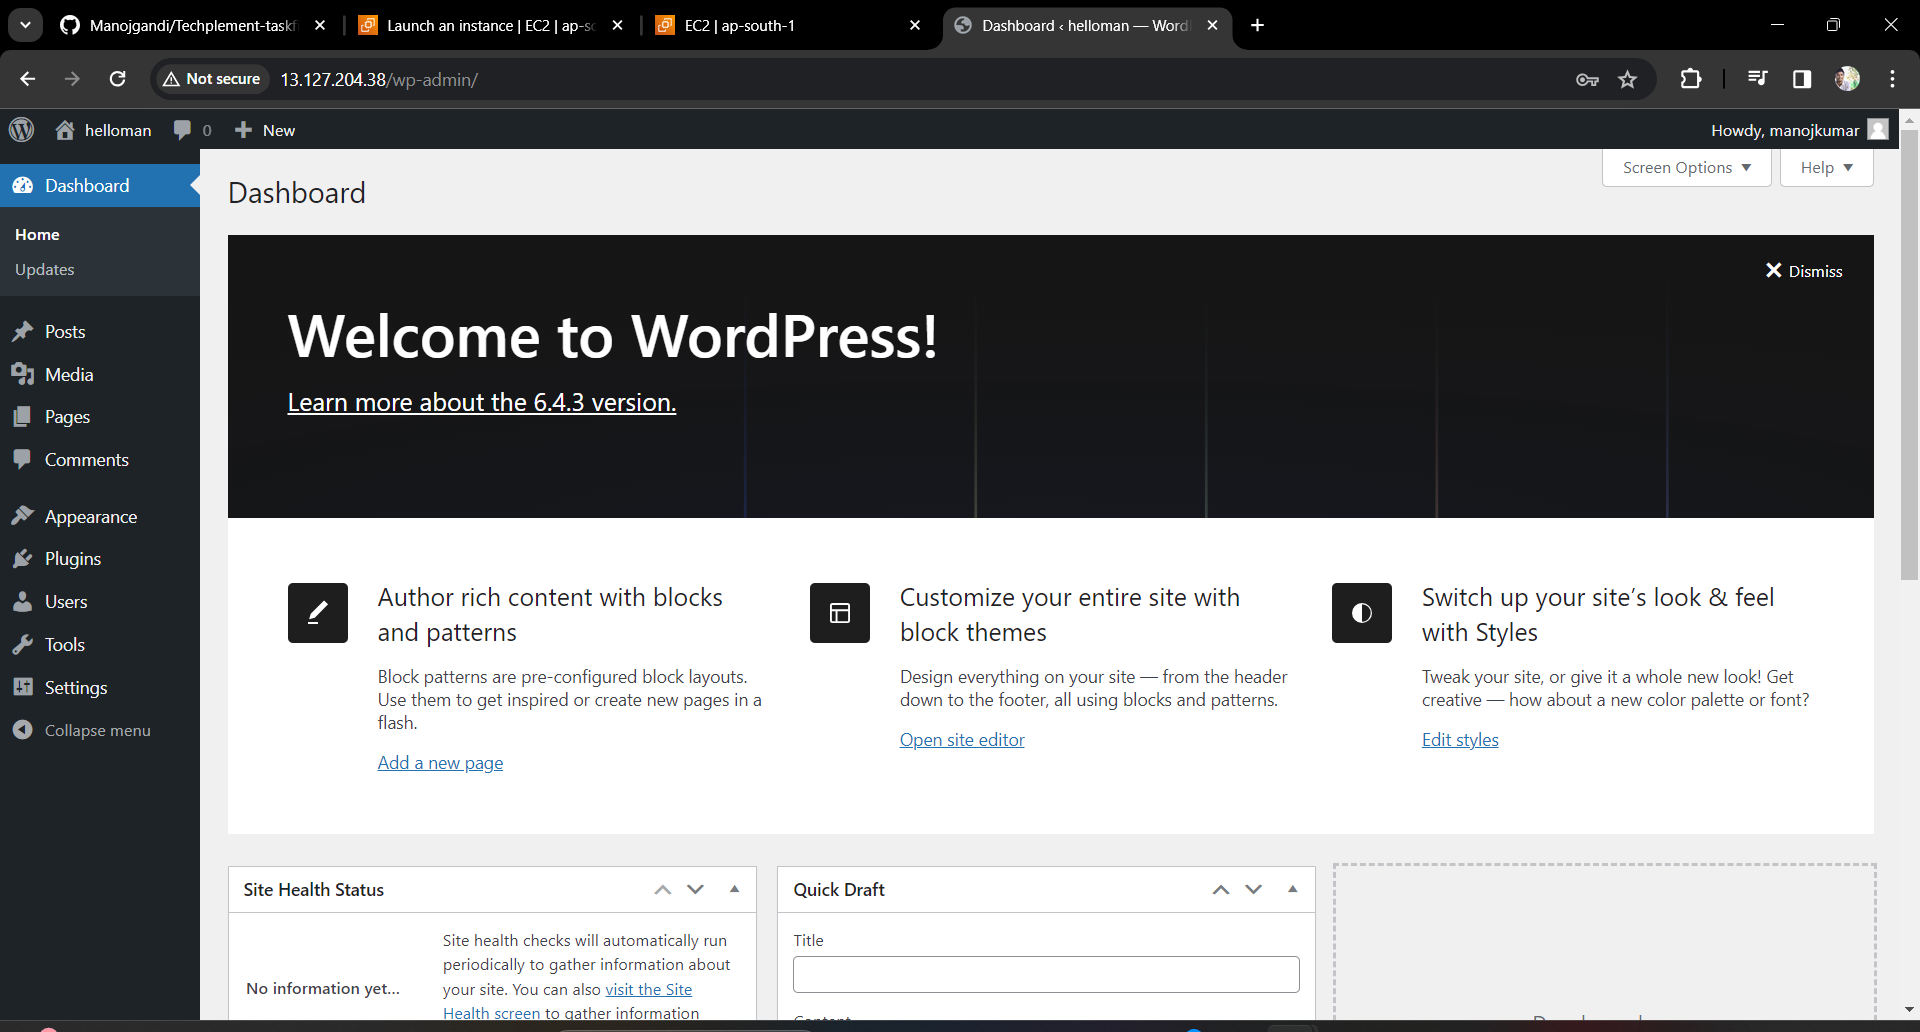 Manojgandi/Techplement-taskf
Launch an instance | EC2 | ap-so
EC2 | ap-south-1
Dashboard ‹ helloman — Word
Not secure
13.127.204.38/wp-admin/
helloman
0
New
Howdy, manojkumar
Dashboard
Home
Updates
Posts
Media
Pages
Comments
Appearance
Plugins
Users
Tools
Settings
Collapse menu
Screen Options
Help
Dashboard
Dismiss
Welcome to WordPress!
Learn more about the 6.4.3 version.
Author rich content with blocks
and patterns
Block patterns are pre-configured block layouts.
Use them to get inspired or create new pages in a
flash.
Add a new page
Customize your entire site with
block themes
Design everything on your site — from the header
down to the footer, all using blocks and patterns.
Open site editor
Switch up your site’s look & feel
with Styles
Tweak your site, or give it a whole new look! Get
creative — how about a new color palette or font?
Edit styles
Site Health Status
No information yet...
Site health checks will automatically run
periodically to gather information about
your site. You can also visit the Site
Health screen to gather information
Quick Draft
Title